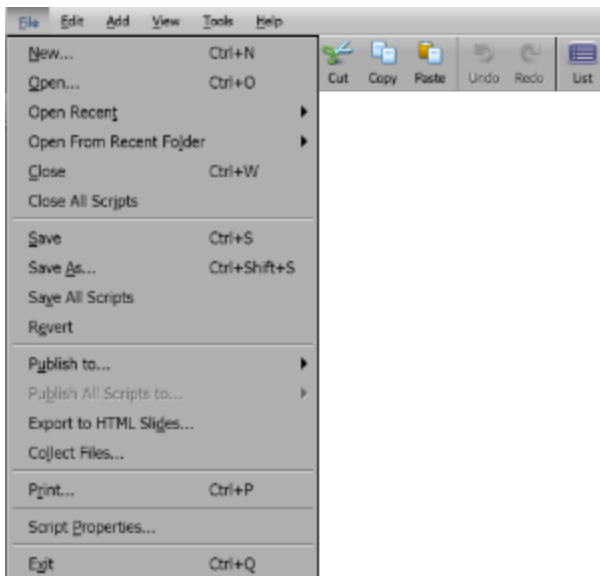 File Edit Add View Tools Help
New... Ctrl+N
Open... Ctrl+O
Open Recent
Open From Recent Folder
Close Ctrl+W
Close All Scripts
Save Ctrl+S
Save As... Ctrl+Shift+S
Save All Scripts
Revert
Publish to...
Publish All Scripts to...
Export to HTML Slides...
Collect Files...
Print... Ctrl+P
Script Properties...
Exit Ctrl+Q
Cut Copy Paste Undo Redo List